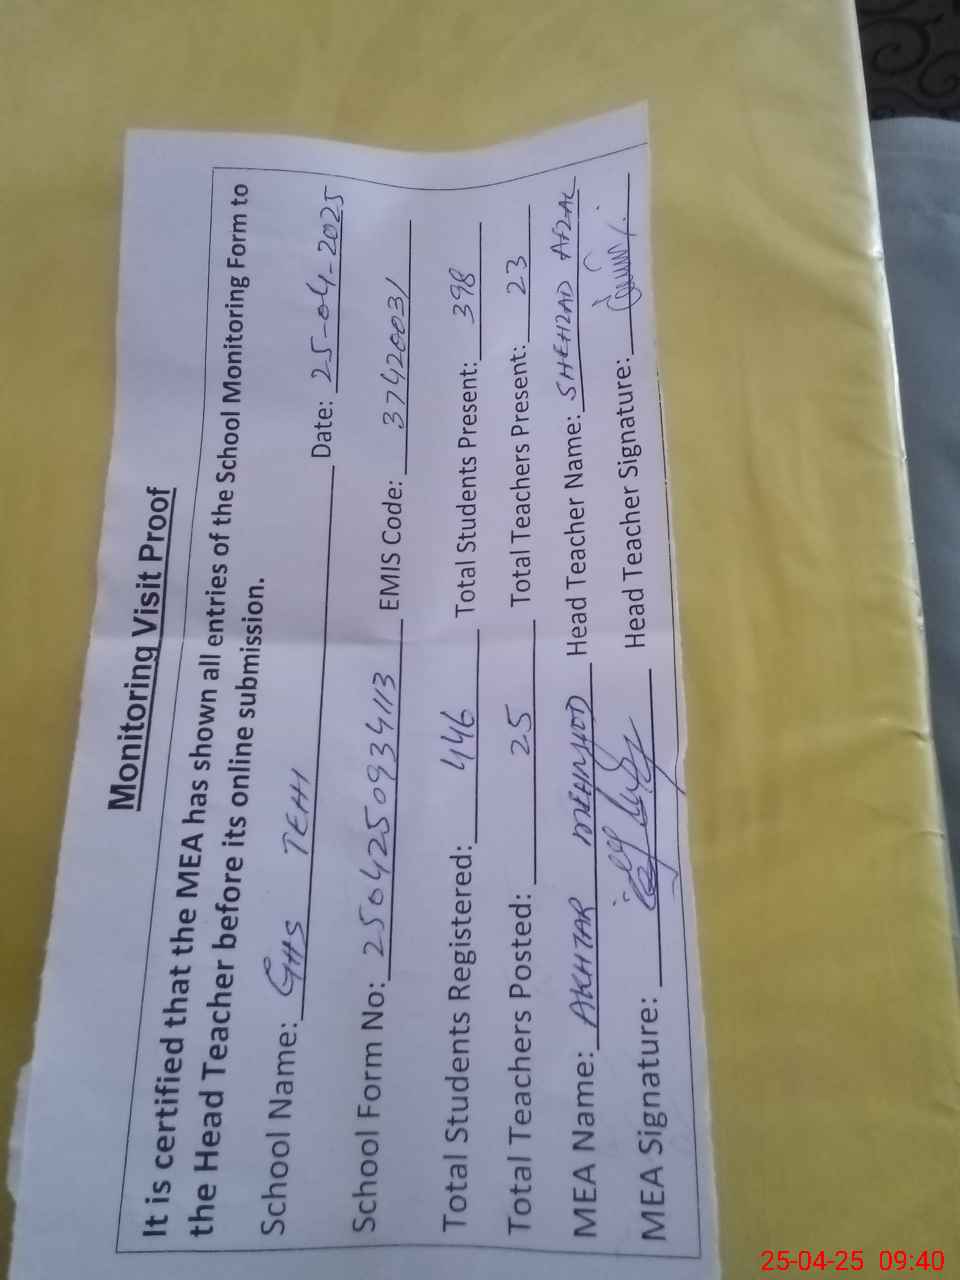 Monitoring Visit Proof
It is certified that the MEA has shown all entries of the School Monitoring Form to
the Head Teacher before its online submission.
School Name: GHS TEHI Date: 25-04-2025
School Form No: 2504250934113 EMIS Code: 37420031
Total Students Registered: 446 Total Students Present: 398
Total Teachers Posted: 25 Total Teachers Present: 23
MEA Name: AKHTAR MEHMOOD Head Teacher Name: SHEHZAD AFZAL
MEA Signature: Head Teacher Signature:
25-04-25 09:40